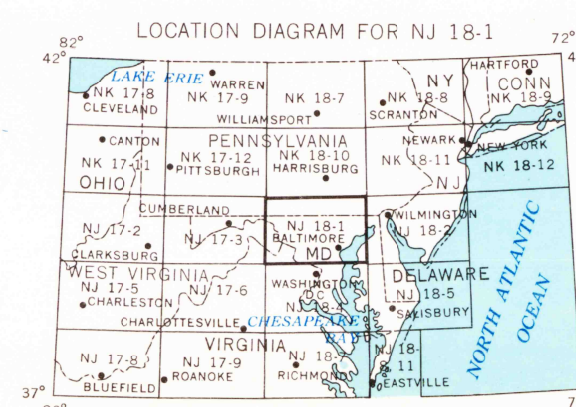 LOCATION DIAGRAM FOR NJ 18-1
82°
72°
42°
4
HARTFORD
LAKE ERIE
WARREN
NY
CONN
NK 17-8
NK 17-9
NK 18-7
NK 18-8
NK 18-9
CLEVELAND
WILLIAMSPORT
SCRANTON
CANTON
PENNSYLVANIA
NEWARK
NEW YORK
NK 17-11
NK 17-12
NK 18-10
NK 18-11
NK 18-12
PITTSBURGH
HARRISBURG
OHIO
NJ
CUMBERLAND
WILMINGTON
NJ 17-2
NJ 17-3
NJ 18-1
NJ 18-2
BALTIMORE
CLARKSBURG
MD
WEST VIRGINIA
WASHINGTON
DELAWARE
NJ 17-5
NJ 17-6
DC
NJ 18-4
NJ 18-5
CHARLESTON
SALISBURY
CHARLOTTESVILLE
CHESAPEAKE
BAY
VIRGINIA
NJ 17-8
NJ 17-9
NJ 18-
NJ 18-
11
ROANOKE
RICHMOND
BLUEFIELD
EASTVILLE
37°
7
NORTH ATLANTIC
OCEAN